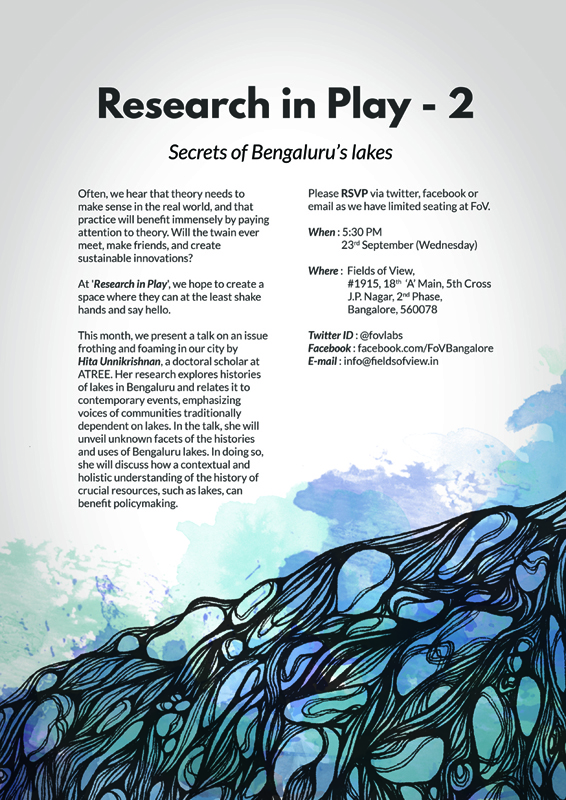 Research in Play - 2
Secrets of Bengaluru's lakes
Often, we hear that theory needs to
make sense in the real world, and that
practice will benefit immensely by paying
attention to theory. Will the twain ever
meet, make friends, and create
sustainable innovations?
At 'Research in Play', we hope to create a
space where they can at the least shake
hands and say hello.
This month, we present a talk on an issue
frothing and foaming in our city by
Hita Unnikrishnan, a doctoral scholar at
ATREE. Her research explores histories
of lakes in Bengaluru and relates it to
contemporary events, emphasizing
voices of communities traditionally
dependent on lakes. In the talk, she will
unveil unknown facets of the histories
and uses of Bengaluru lakes. In doing so,
she will discuss how a contextual and
holistic understanding of the history of
crucial resources, such as lakes, can
benefit policymaking.
Please RSVP via twitter, facebook or
email as we have limited seating at FoV.
When : 5:30 PM
23rd September (Wednesday)
Where : Fields of View,
#1915, 18th 'A' Main, 5th Cross
J.P. Nagar, 2nd Phase,
Bangalore, 560078
Twitter ID : @fovlabs
Facebook : facebook.com/FoVBangalore
E-mail : info@fieldsofview.in